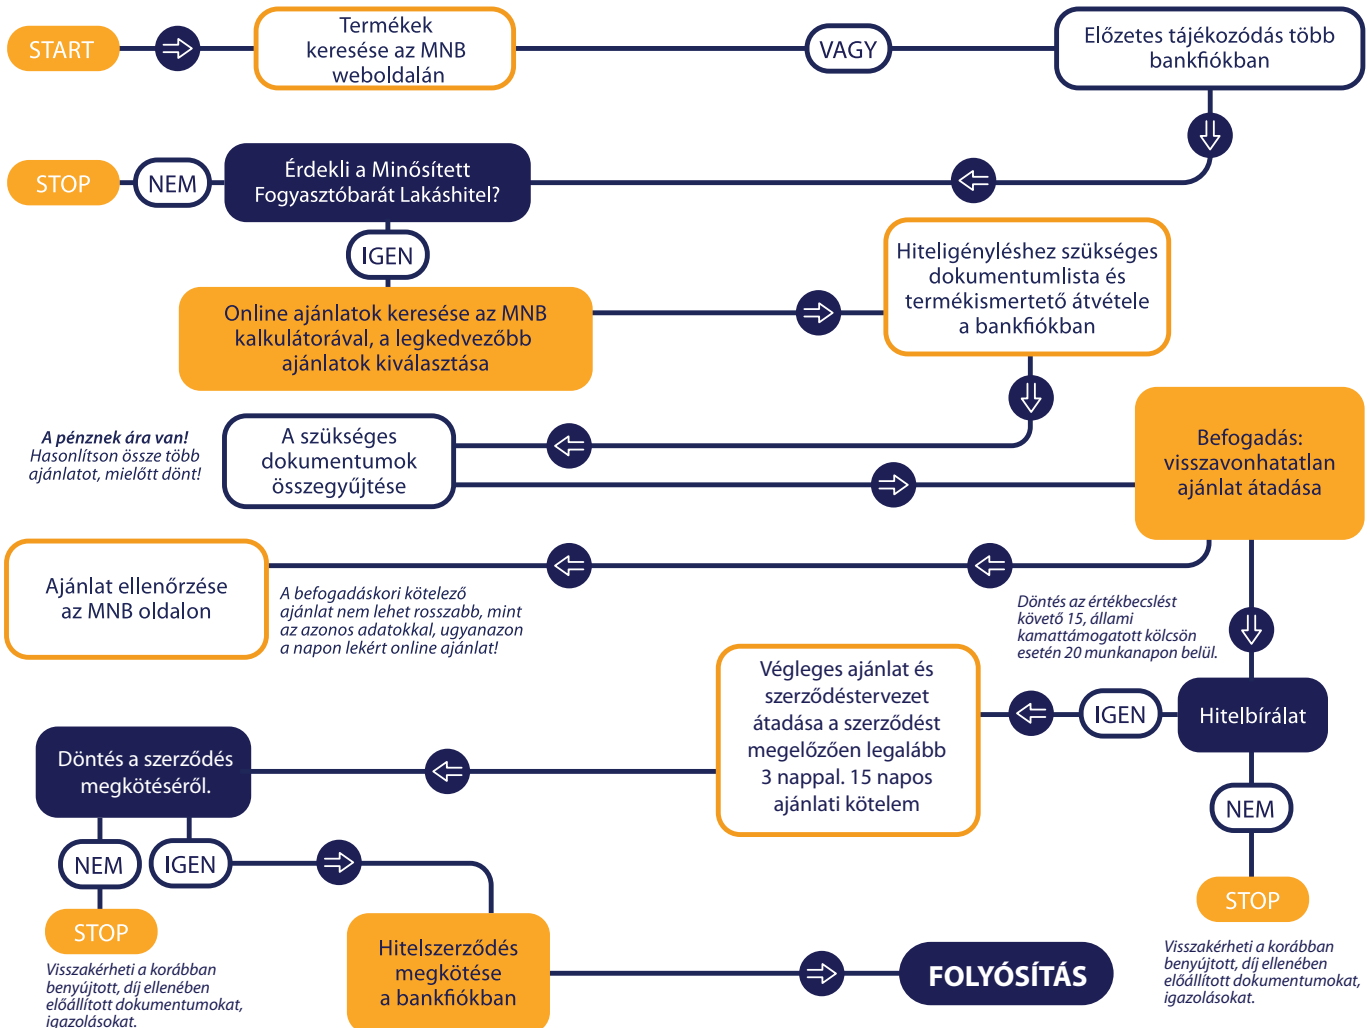 START
Termékek
keresése az MNB
weboldalán
VAGY
Előzetes tájékozódás több
bankfiókban
STOP
NEM
Érdekli a Minősített
Fogyasztóbarát Lakáshitel?
IGEN
Online ajánlatok keresése az MNB
kalkulátorával, a legkedvezőbb
ajánlatok kiválasztása
Hiteligényléshez szükséges
dokumentumlista és
termékismertető átvétele
a bankfiókban
A pénznek ára van!
Hasonlítson össze több
ajánlatot, mielőtt dönt!
A szükséges
dokumentumok
összegyűjtése
Befogadás:
visszavonhatatlan
ajánlat átadása
Ajánlat ellenőrzése
az MNB oldalon
A befogadáskori kötelező
ajánlat nem lehet rosszabb, mint
az azonos adatokkal, ugyanazon
a napon lekért online ajánlat!
Döntés az értékbecslést
követő 15, állami
kamattámogatott kölcsön
esetén 20 munkanapon belül.
Hitelbírálat
IGEN
Végleges ajánlat és
szerződéstervezet
átadása a szerződést
megelőzően legalább
3 nappal. 15 napos
ajánlati kötelem
NEM
STOP
Visszakérheti a korábban
benyújtott, díj ellenében
előállított dokumentumokat,
igazolásokat.
Döntés a szerződés
megkötéséről.
NEM
IGEN
STOP
Visszakérheti a korábban
benyújtott, díj ellenében
előállított dokumentumokat,
igazolásokat.
Hitelszerződés
megkötése
a bankfiókban
FOLYÓSÍTÁS